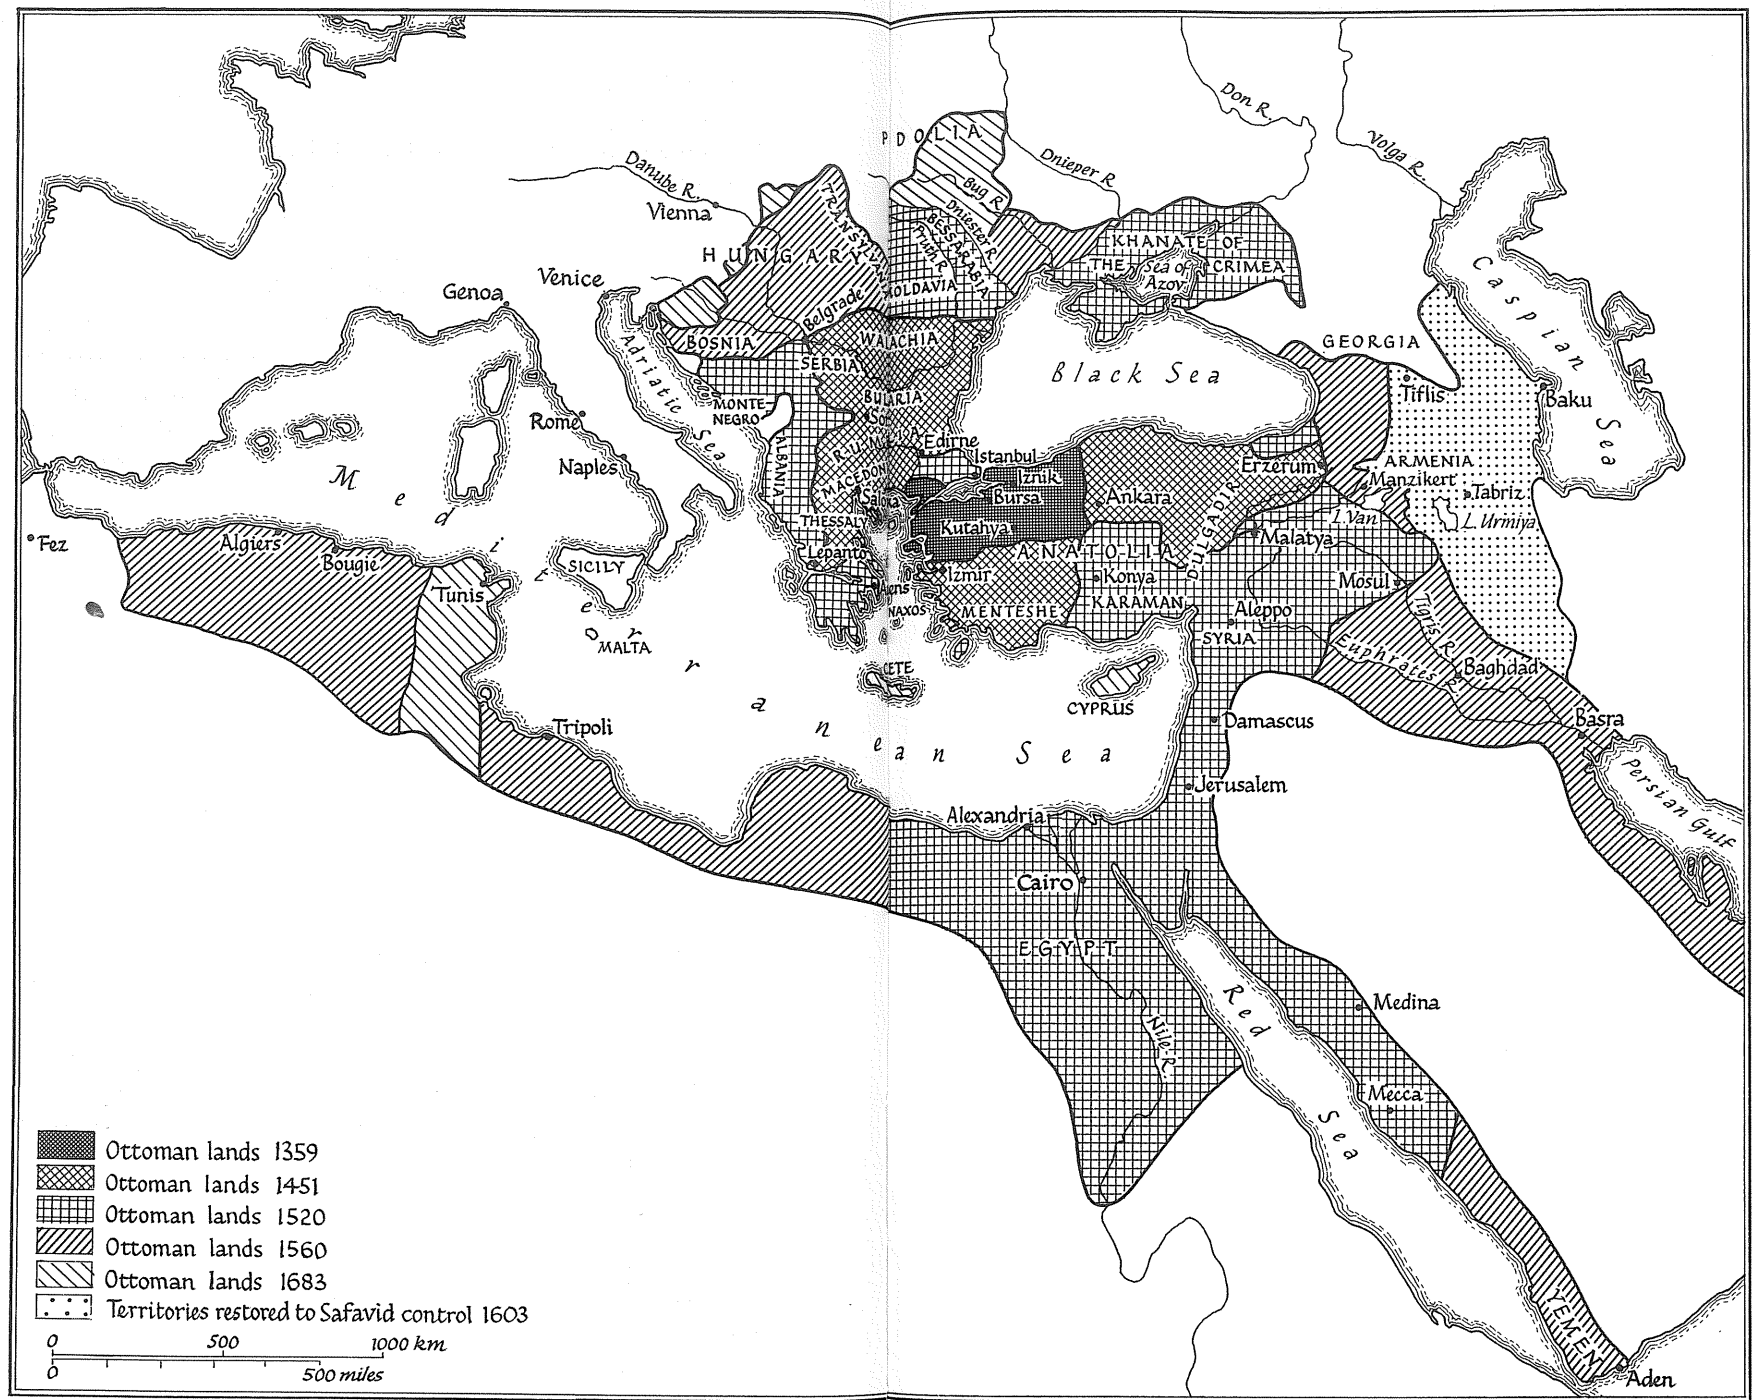 PDOLIA
Don R.
Volga R.
Dnieper R
Bug R.
Danube R.
Vienna
TRANSYLVAN
Dniester R
BESSARABIA
Pruth R.
HUNGARY
KHANATE OF
THE CRIMEA
Sea of
Azov
Caspian Sea
Venice
Genoa
Belgrade
MOLDAVIA
BOSNIA
WALACHIA
SERBIA
GEORGIA
Adriatic Sea
Black Sea
Tiflis
Baku
MONTE-
NEGRO
BULARIA
Rome
Edirne
Istanbul
Naples
ALBANIA
MACEDON
Iznik
Bursa
Ankara
Erzerum
ARMENIA
Manzikert
Tabriz
L. Urmiya
L. Van
Mediterranean Sea
Fez
Algiers
Bougie
Tunis
SICILY
MALTA
THESSALY
Lepanto
Kutahya
ANATOLIA
DULGADIR
Malatya
Izmir
Konya
KARAMAN
Mosul
Aens
NAXOS
MENTESHE
Aleppo
SYRIA
Tigris R.
Euphrates R.
Baghdad
CETE
CYPRUS
Tripoli
Damascus
Basra
Jerusalem
Persian Gulf
Alexandria
Cairo
EGYPT
Nile R.
Red Sea
Medina
Mecca
YEMEN
Aden
Ottoman lands 1359
Ottoman lands 1451
Ottoman lands 1520
Ottoman lands 1560
Ottoman lands 1683
Territories restored to Safavid control 1603
0 500 1000 km
0 500 miles